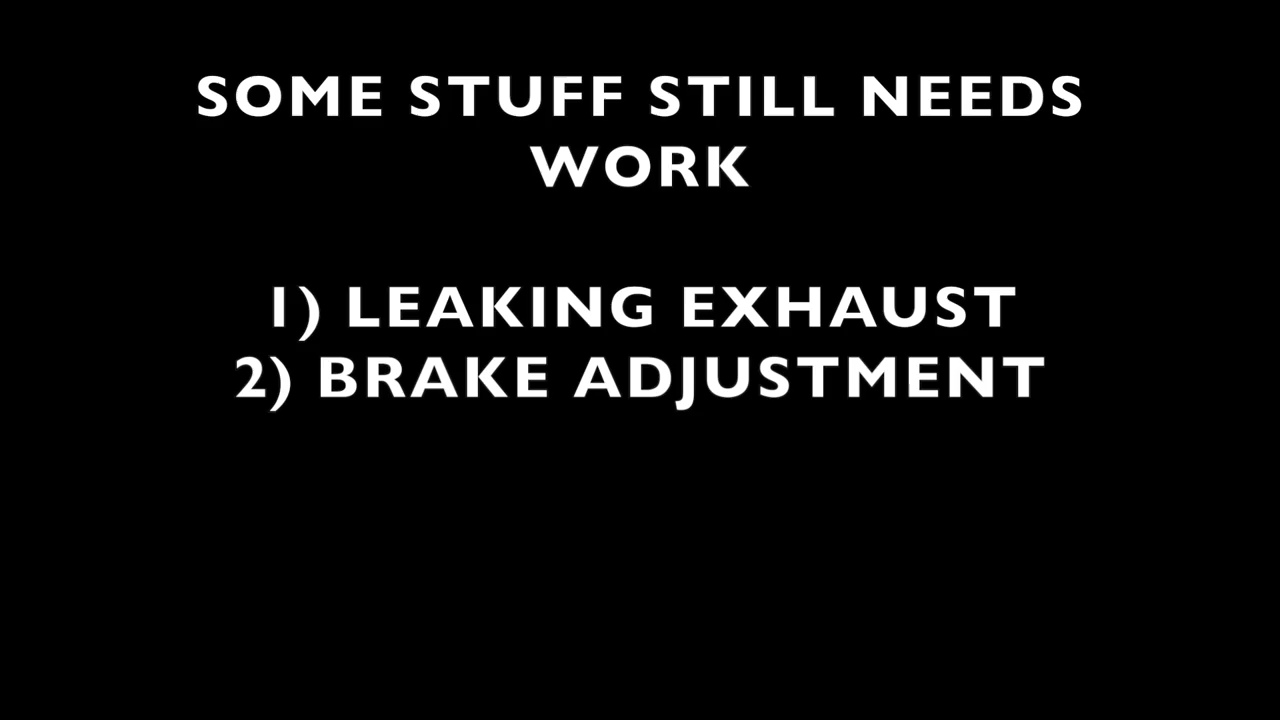 SOME STUFF STILL NEEDS
WORK
1) LEAKING EXHAUST
2) BRAKE ADJUSTMENT